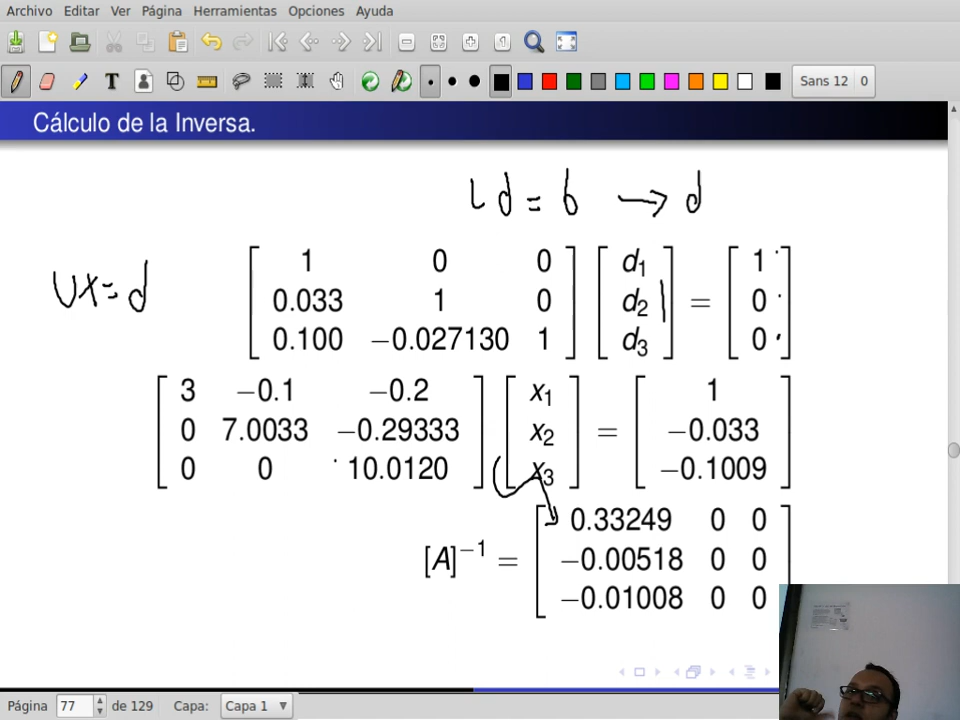 Archivo Editar Ver Página Herramientas Opciones Ayuda
T Sans 12 0
Cálculo de la Inversa.
Ld = b → d
Ux = d
1 0 0 d1 1
0.033 1 0 d2 = 0
0.100 −0.027130 1 d3 0
3 −0.1 −0.2 x1 1
0 7.0033 −0.29333 x2 = −0.033
0 0 10.0120 x3 −0.1009
0.33249 0 0
[A]−1 = −0.00518 0 0
−0.01008 0 0
Página 77 de 129 Capa: Capa 1